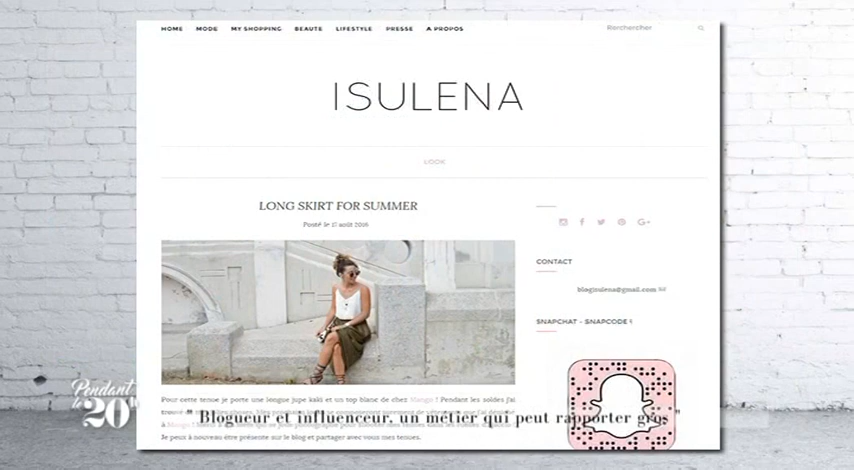 HOME MODE MY SHOPPING BEAUTE LIFESTYLE PRESSE A PROPOS Rechercher
ISULENA
LOOK
LONG SKIRT FOR SUMMER
Posté le 17 août 2016
CONTACT
blogisulena@gmail.com
SNAPCHAT - SNAPCODE
Pour cette tenue je porte une longue jupe kaki et un top blanc de chez Mango ! Pendant les soldes j'ai
" Blogueur et influenceur, un métier qui peut rapporter gros "
Je peux à nouveau être présente sur le blog et partager avec vous mes tenues.
Pendant
le 20H